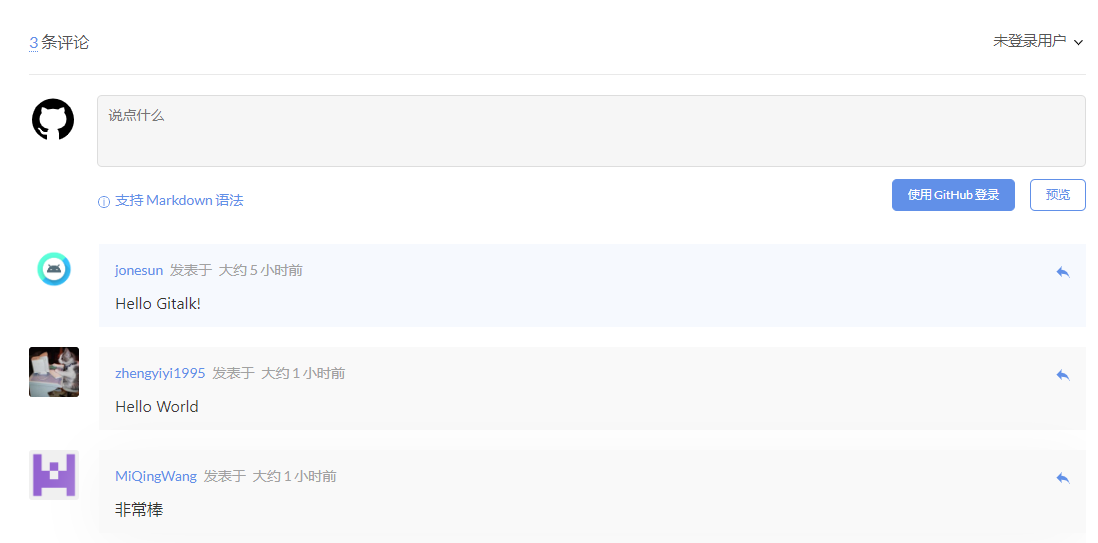 3 条评论
未登录用户
说点什么
支持 Markdown 语法
使用 GitHub 登录
预览
jonesun 发表于 大约 5 小时前
Hello Gitalk!
zhengyiyi1995 发表于 大约 1 小时前
Hello World
MiQingWang 发表于 大约 1 小时前
非常棒